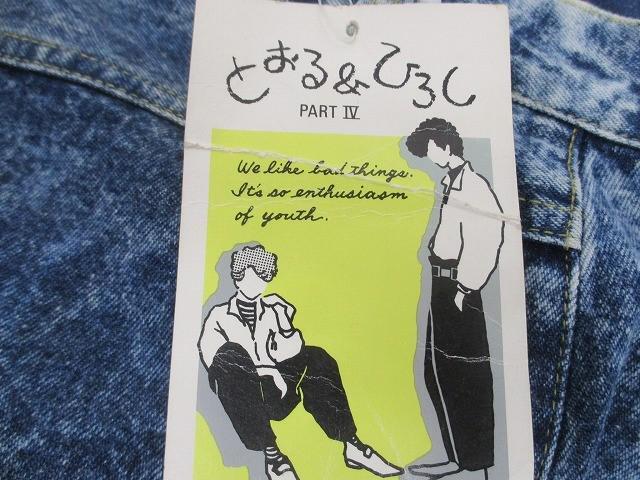 とおる&ひろし
PART Ⅳ
We like bad things.
It's so enthusiasm
of youth.